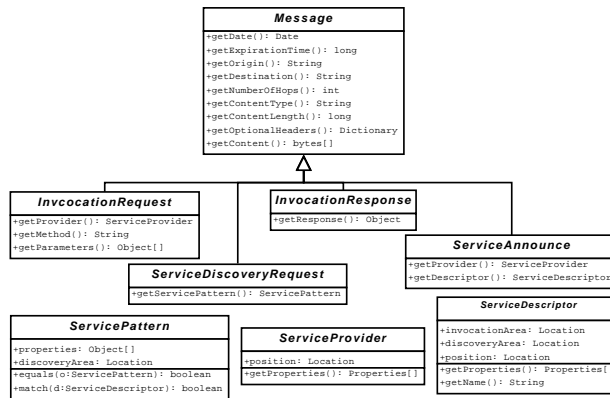 Message
+getDate(): Date
+getExpirationTime(): long
+getOrigin(): String
+getDestination(): String
+getNumberOfHops(): int
+getContentType(): String
+getContentLength(): long
+getOptionalHeaders(): Dictionary
+getContent(): bytes[]
InvcocationRequest
+getProvider(): ServiceProvider
+getMethod(): String
+getParameters(): Object[]
InvocationResponse
+getResponse(): Object
ServiceAnnounce
+getProvider(): ServiceProvider
+getDescriptor(): ServiceDescriptor
ServiceDiscoveryRequest
+getServicePattern(): ServicePattern
ServicePattern
+properties: Object[]
+discoveryArea: Location
+equals(o:ServicePattern): boolean
+match(d:ServiceDescriptor): boolean
ServiceProvider
+position: Location
+getProperties(): Properties[]
ServiceDescriptor
+invocationArea: Location
+discoveryArea: Location
+position: Location
+getProperties(): Properties[]
+getName(): String